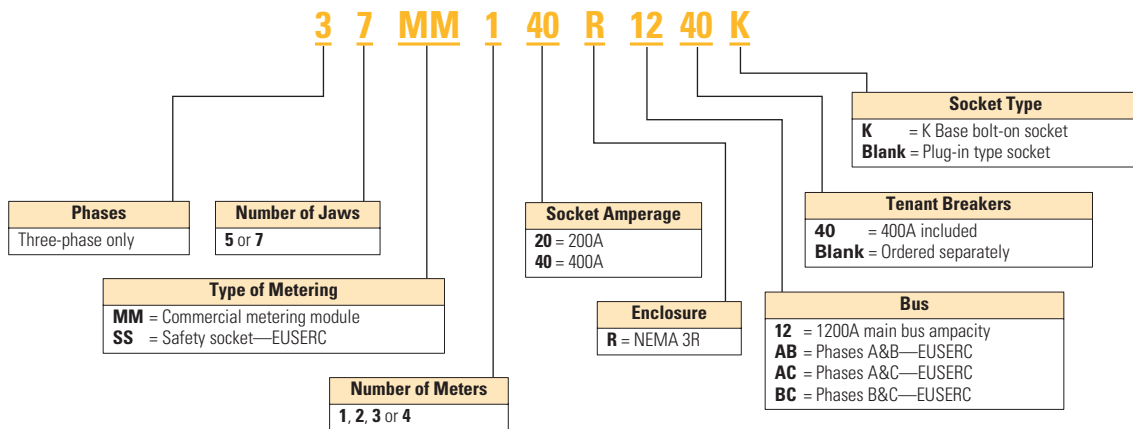 3 7 MM 1 40 R 12 40 K
Socket Type
K = K Base bolt-on socket
Blank = Plug-in type socket
Phases
Three-phase only
Number of Jaws
5 or 7
Socket Amperage
20 = 200A
40 = 400A
Tenant Breakers
40 = 400A included
Blank = Ordered separately
Type of Metering
MM = Commercial metering module
SS = Safety socket—EUSERC
Enclosure
R = NEMA 3R
Bus
12 = 1200A main bus ampacity
AB = Phases A&B—EUSERC
AC = Phases A&C—EUSERC
BC = Phases B&C—EUSERC
Number of Meters
1, 2, 3 or 4